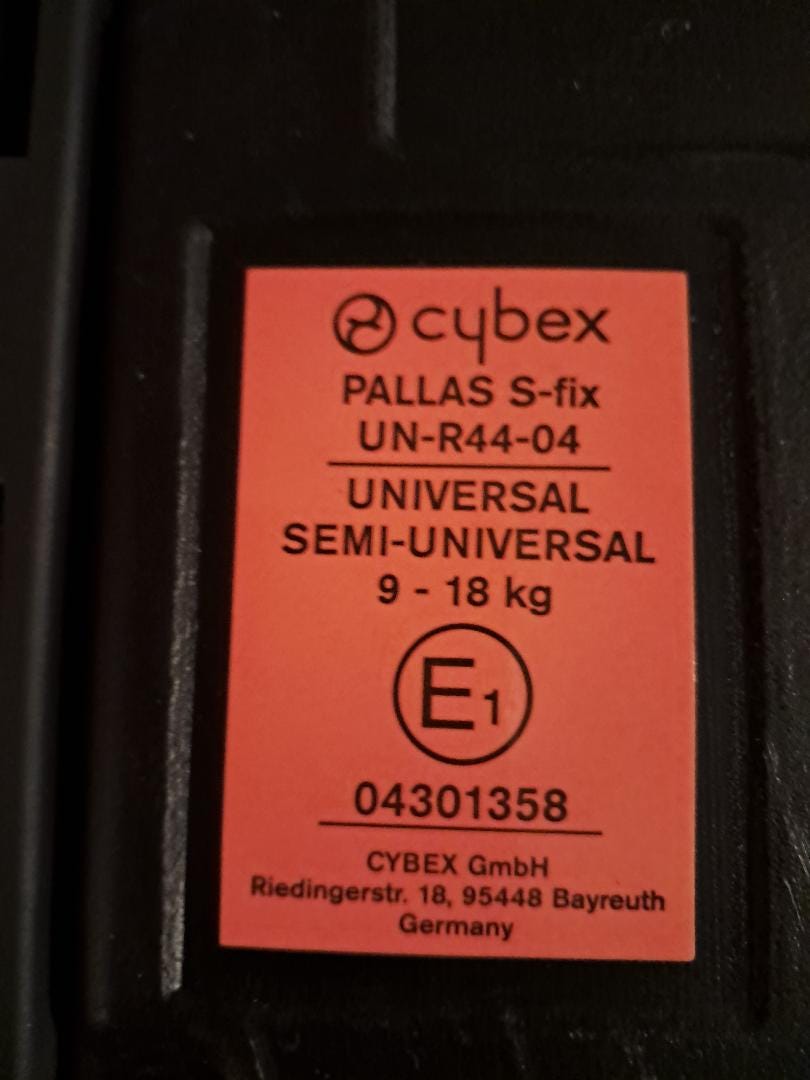 cybex
PALLAS S-fix
UN-R44-04
UNIVERSAL
SEMI-UNIVERSAL
9 - 18 kg
E1
04301358
CYBEX GmbH
Riedingerstr. 18, 95448 Bayreuth
Germany